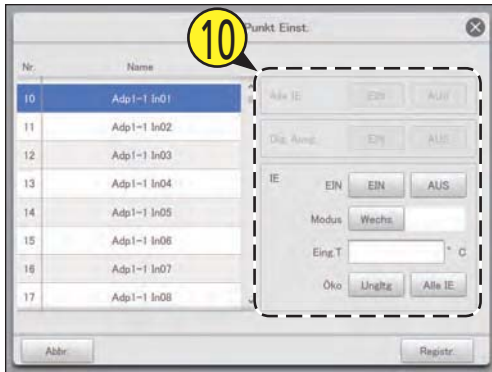 10
Punkt Einst.
Nr. Name
10 Adp1-1 In01
11 Adp1-1 In02
12 Adp1-1 In03
13 Adp1-1 In04
14 Adp1-1 In05
15 Adp1-1 In06
16 Adp1-1 In07
17 Adp1-1 In08
Alle IE EIN AUS
Dig. Ausg. EIN AUS
IE EIN EIN AUS
Modus Wechs.
Eing.T ° C
Öko Ungltg Alle IE
Abbr. Registr.